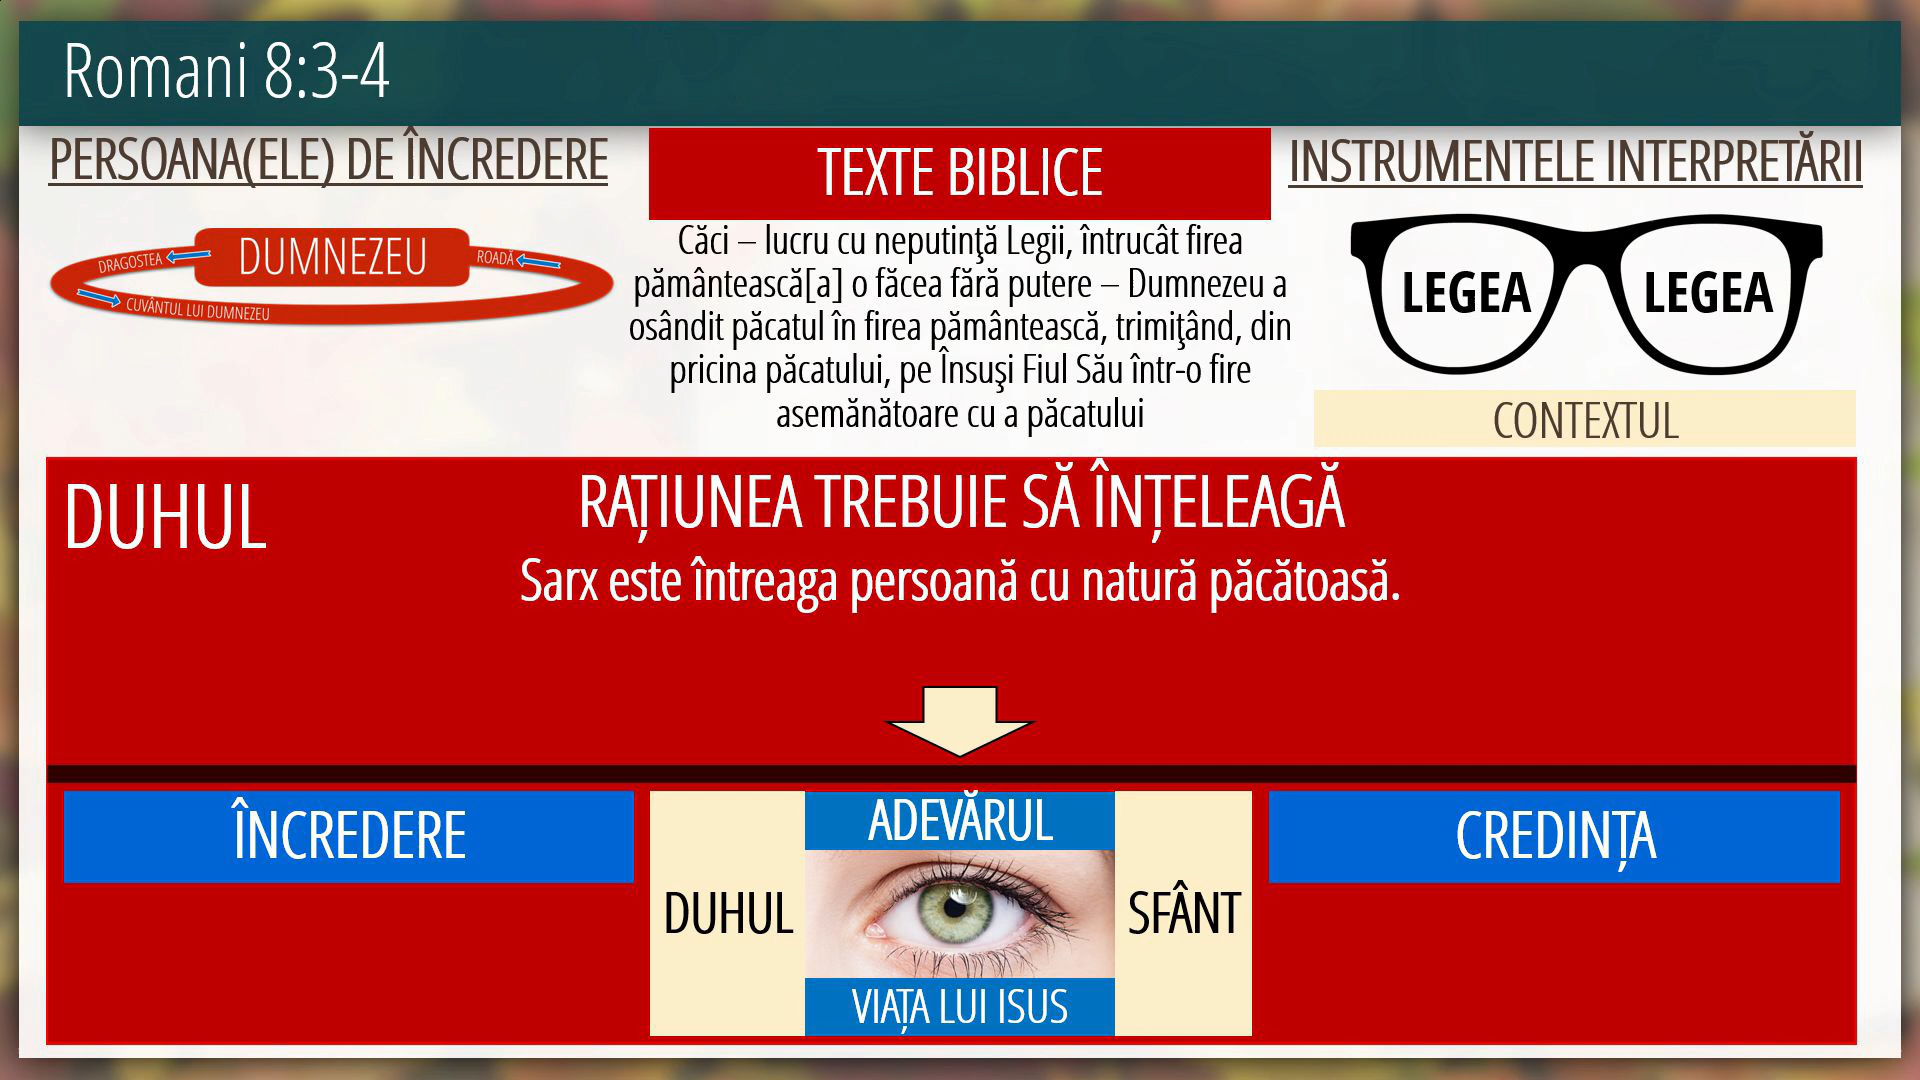 Romani 8:3-4
PERSOANA(ELE) DE ÎNCREDERE
DUMNEZEU
DRAGOSTEA
ROADĂ
CUVÂNTUL LUI DUMNEZEU
TEXTE BIBLICE
Căci – lucru cu neputinţă Legii, întrucât firea
pământească[a] o făcea fără putere – Dumnezeu a
osândit păcatul în firea pământească, trimiţând, din
pricina păcatului, pe Însuşi Fiul Său într-o fire
asemănătoare cu a păcatului
INSTRUMENTELE INTERPRETĂRII
LEGEA LEGEA
CONTEXTUL
DUHUL
RAȚIUNEA TREBUIE SĂ ÎNȚELEAGĂ
Sarx este întreaga persoană cu natură păcătoasă.
ÎNCREDERE
ADEVĂRUL
DUHUL SFÂNT
VIAȚA LUI ISUS
CREDINȚA